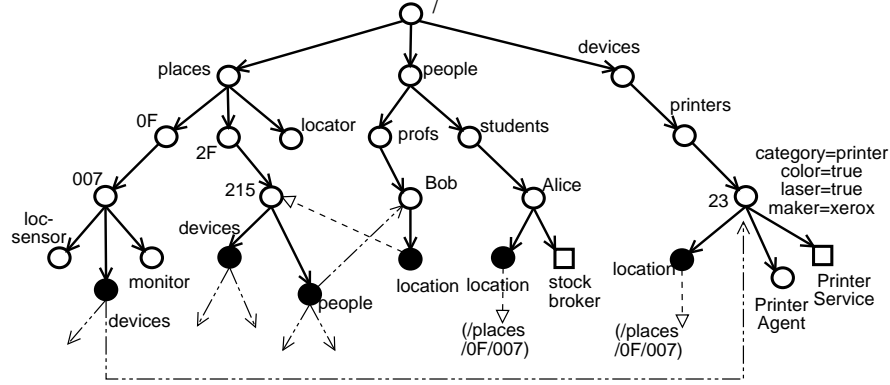 /
devices
places
people
printers
0F
locator
profs
students
2F
category=printer
color=true
laser=true
maker=xerox
007
215
Bob
Alice
23
loc-
sensor
devices
monitor
location
location
stock
broker
location
Printer
Agent
Printer
Service
devices
people
(/places
/0F/007)
(/places
/0F/007)